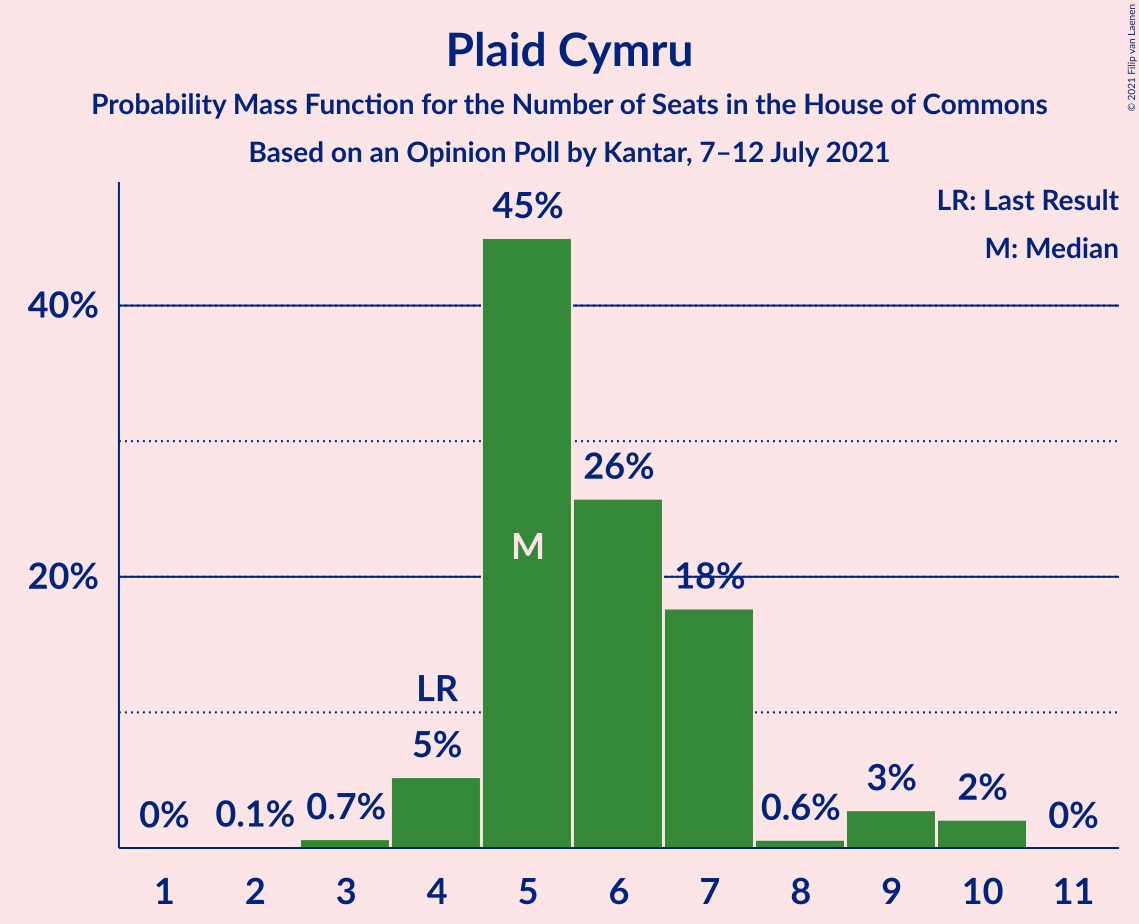 Plaid Cymru
Probability Mass Function for the Number of Seats in the House of Commons
Based on an Opinion Poll by Kantar, 7–12 July 2021
© 2021 Filip van Laenen
LR: Last Result
M: Median
45%
40%
26%
M
20%
18%
LR
5%
0%
0.1%
0.7%
0.6%
3%
2%
0%
1 2 3 4 5 6 7 8 9 10 11